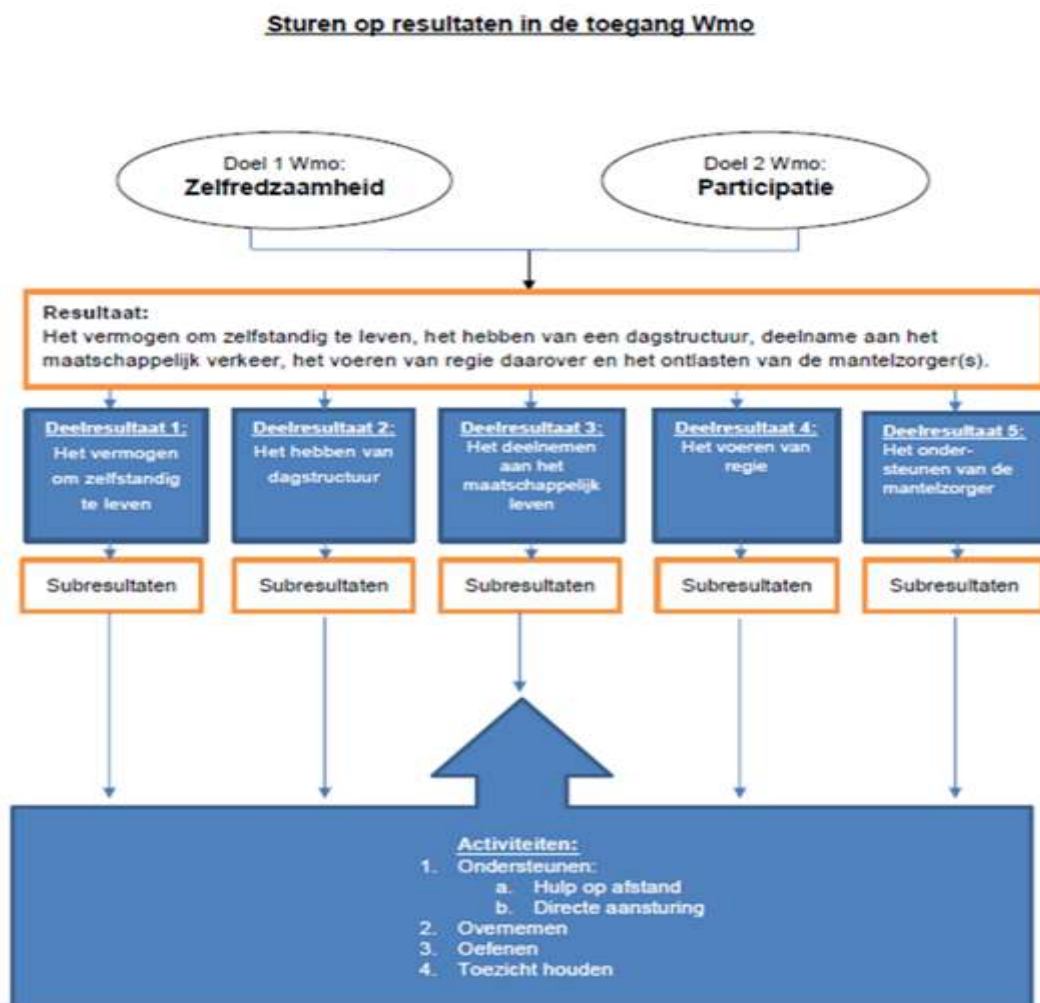 Sturen op resultaten in de toegang Wmo
Doel 1 Wmo:
Zelfredzaamheid
Doel 2 Wmo:
Participatie
Resultaat:
Het vermogen om zelfstandig te leven, het hebben van een dagstructuur, deelname aan het
maatschappelijk verkeer, het voeren van regie daarover en het ontlasten van de mantelzorger(s).
Deelresultaat 1:
Het vermogen
om zelfstandig
te leven
Deelresultaat 2:
Het hebben van
dagstructuur
Deelresultaat 3:
Het deelnemen
aan het
maatschappelijk
leven
Deelresultaat 4:
Het voeren van
regie
Deelresultaat 5:
Het onder-
steunen van de
mantelzorger
Subresultaten
Subresultaten
Subresultaten
Subresultaten
Subresultaten
Activiteiten:
1. Ondersteunen:
a. Hulp op afstand
b. Directe aansturing
2. Overnemen
3. Oefenen
4. Toezicht houden